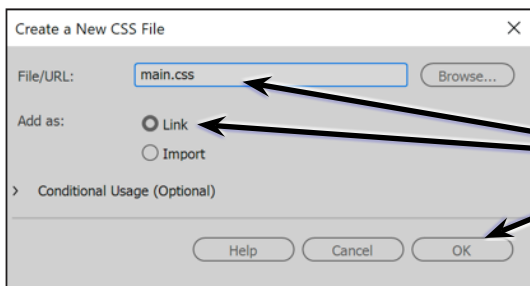 Create a New CSS File
File/URL: main.css Browse...
Add as: Link
Import
Conditional Usage (Optional)
Help Cancel OK